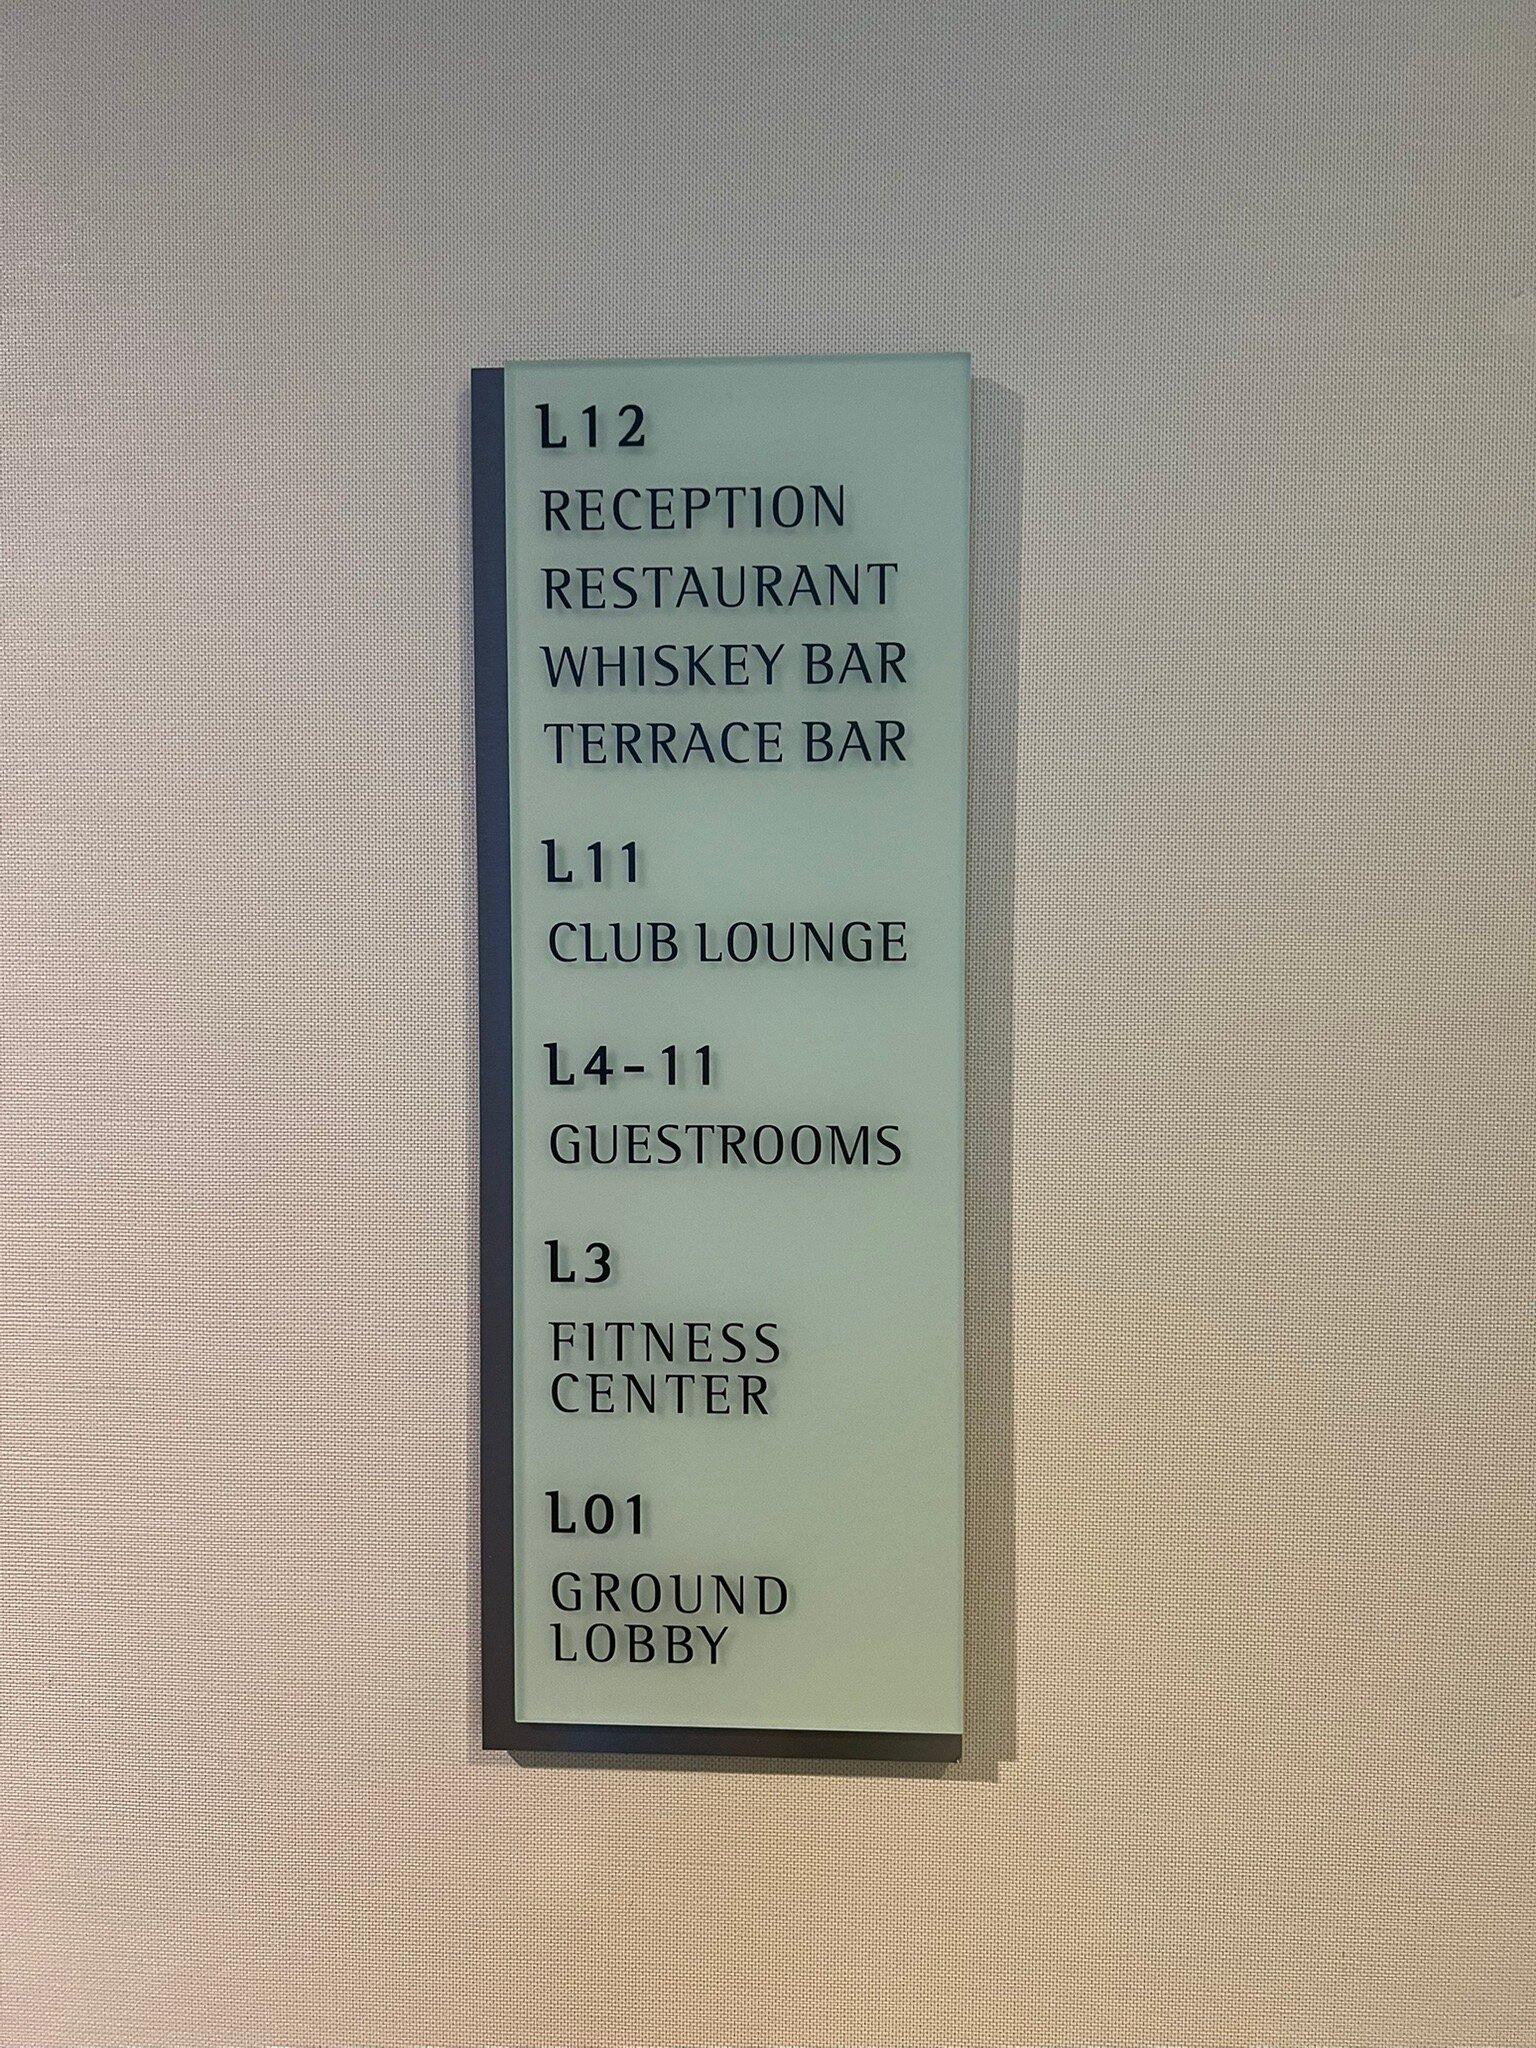 L12
RECEPTION
RESTAURANT
WHISKEY BAR
TERRACE BAR
L11
CLUB LOUNGE
L4-11
GUESTROOMS
L3
FITNESS
CENTER
L01
GROUND
LOBBY